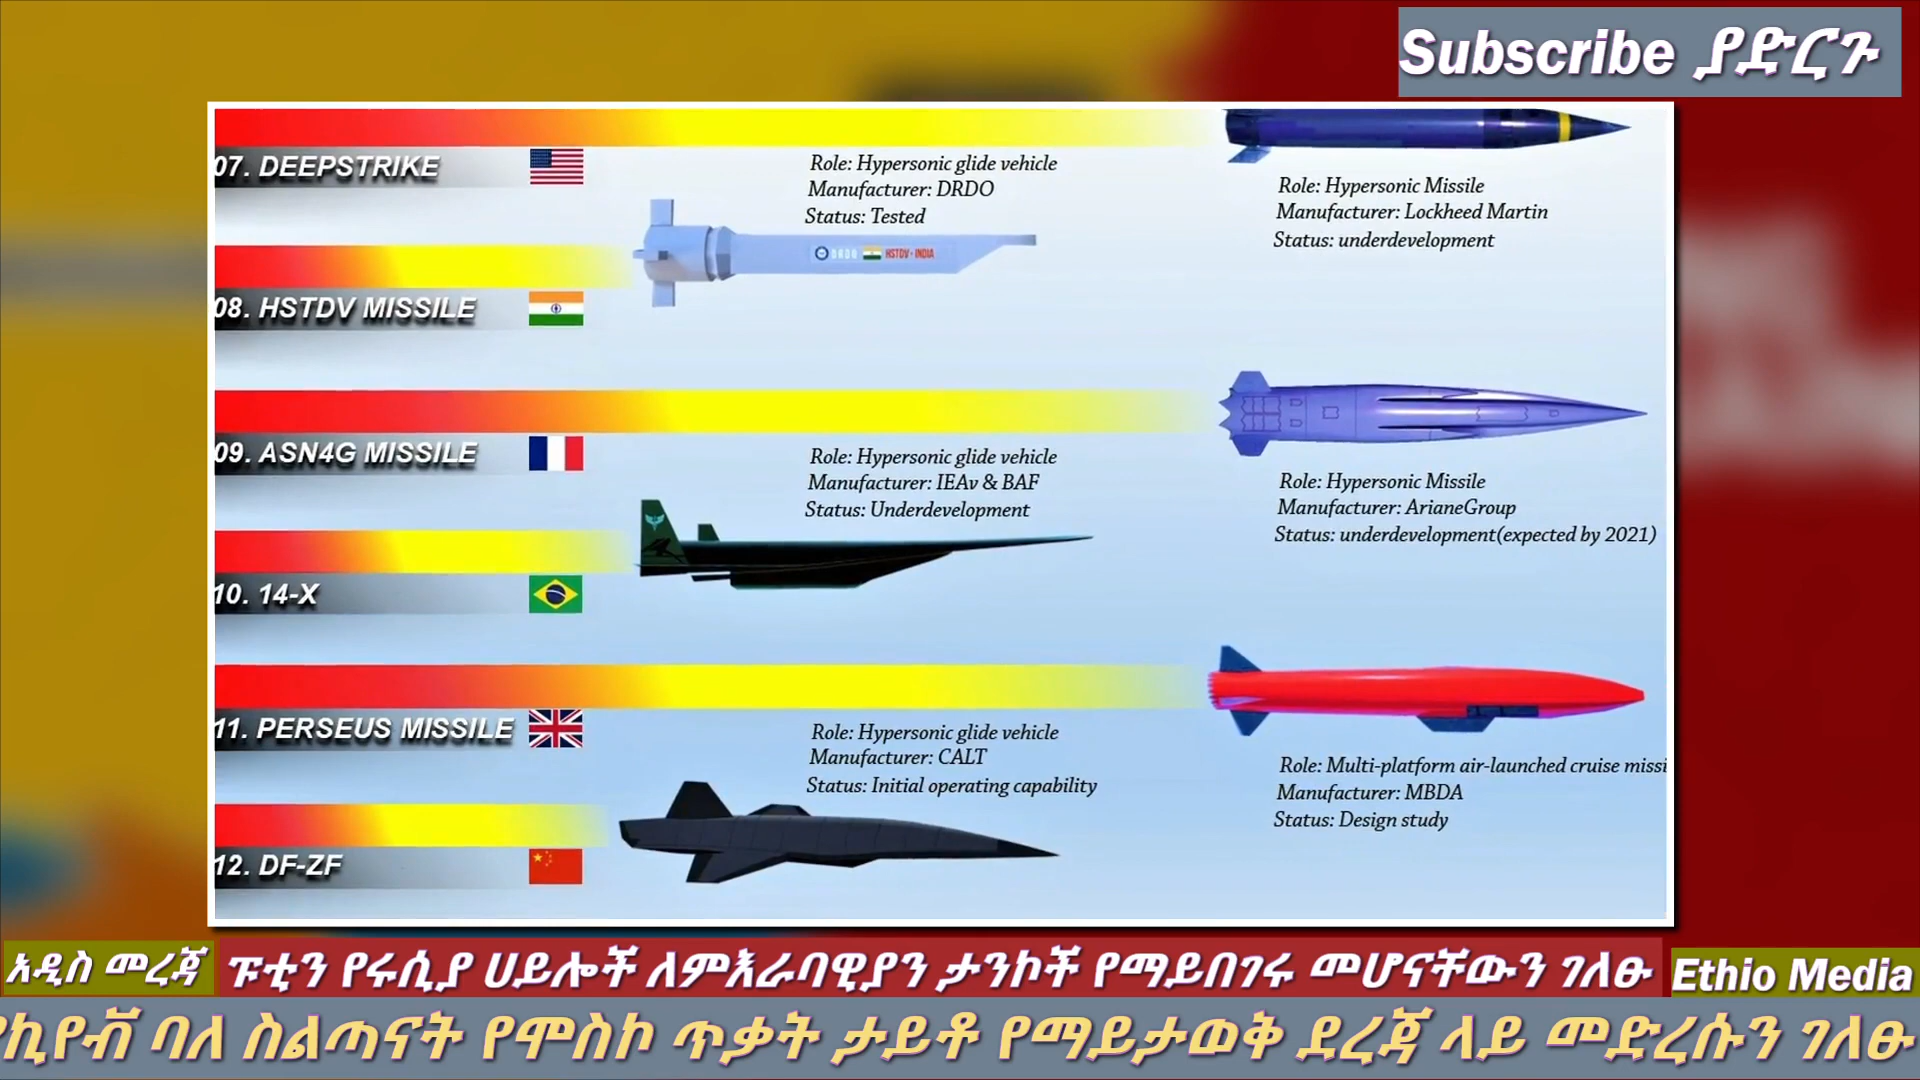 Subscribe ያድርጉ
07. DEEPSTRIKE
Role: Hypersonic glide vehicle
Manufacturer: DRDO
Status: Tested
Role: Hypersonic Missile
Manufacturer: Lockheed Martin
Status: underdevelopment
DRDO HSTDV - INDIA
08. HSTDV MISSILE
09. ASN4G MISSILE
Role: Hypersonic glide vehicle
Manufacturer: IEAv & BAF
Status: Underdevelopment
Role: Hypersonic Missile
Manufacturer: ArianeGroup
Status: underdevelopment(expected by 2021)
10. 14-X
11. PERSEUS MISSILE
Role: Hypersonic glide vehicle
Manufacturer: CALT
Status: Initial operating capability
Role: Multi-platform air-launched cruise missi
Manufacturer: MBDA
Status: Design study
12. DF-ZF
አዲስ መረጃ
ፑቲን የሩሲያ ሀይሎች ለምእራባዊያን ታንኮች የማይበገሩ መሆናቸውን ገለፁ
Ethio Media
የኪየቭ ባለ ስልጣናት የሞስኮ ጥቃት ታይቶ የማይታወቅ ደረጃ ላይ መድረሱን ገለፁ